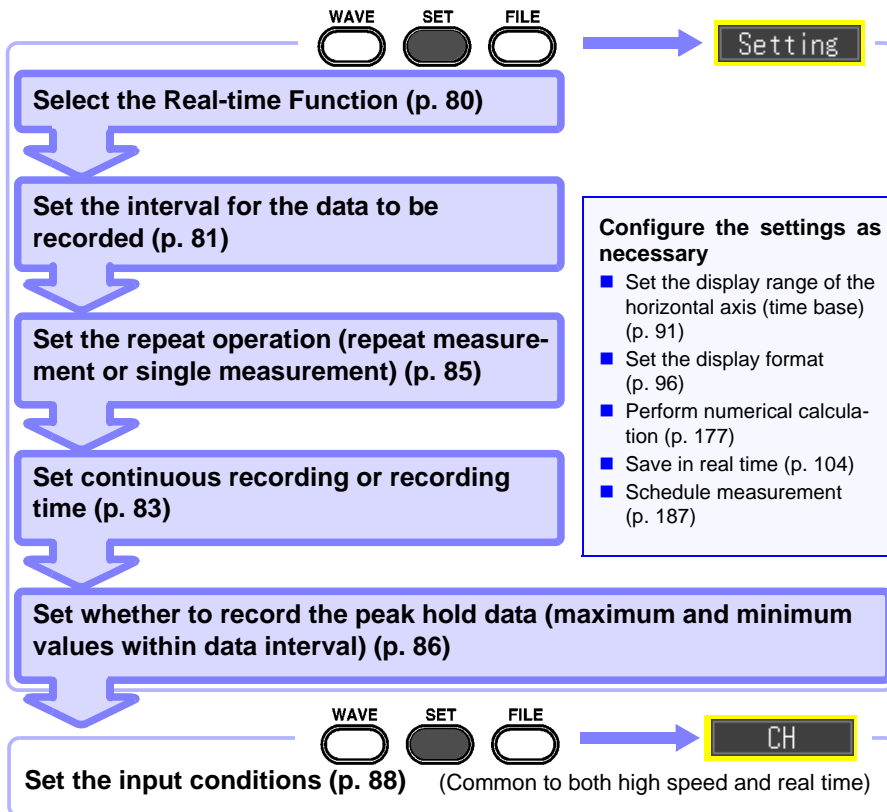 WAVE SET FILE
Setting
Select the Real-time Function (p. 80)
Set the interval for the data to be
recorded (p. 81)
Set the repeat operation (repeat measure-
ment or single measurement) (p. 85)
Set continuous recording or recording
time (p. 83)
Configure the settings as
necessary
Set the display range of the
horizontal axis (time base)
(p. 91)
Set the display format
(p. 96)
Perform numerical calcula-
tion (p. 177)
Save in real time (p. 104)
Schedule measurement
(p. 187)
Set whether to record the peak hold data (maximum and minimum
values within data interval) (p. 86)
WAVE SET FILE
CH
Set the input conditions (p. 88) (Common to both high speed and real time)